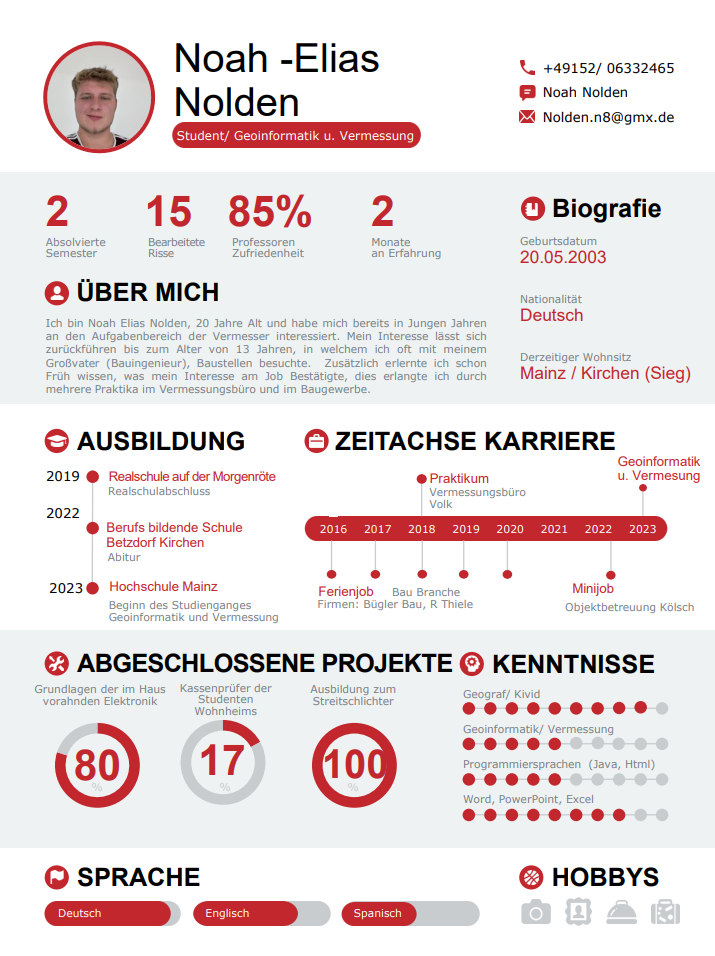 Noah -Elias
Nolden
Student/ Geoinformatik u. Vermessung
+49152/ 06332465
Noah Nolden
Nolden.n8@gmx.de
2
Absolvierte
Semester
15
Bearbeitete
Risse
85%
Professoren
Zufriedenheit
2
Monate
an Erfahrung
Biografie
Geburtsdatum
20.05.2003
Nationalität
Deutsch
Derzeitiger Wohnsitz
Mainz / Kirchen (Sieg)
ÜBER MICH
Ich bin Noah Elias Nolden, 20 Jahre Alt und habe mich bereits in Jungen Jahren
an den Aufgabenbereich der Vermesser interessiert. Mein Interesse lässt sich
zurückführen bis zum Alter von 13 Jahren, in welchem ich oft mit meinem
Großvater (Bauingenieur), Baustellen besuchte. Zusätzlich erlernte ich schon
Früh wissen, was mein Interesse am Job Bestätigte, dies erlangte ich durch
mehrere Praktika im Vermessungsbüro und im Baugewerbe.
AUSBILDUNG
2019
Realschule auf der Morgenröte
Realschulabschluss
2022
Berufs bildende Schule
Betzdorf Kirchen
Abitur
2023
Hochschule Mainz
Beginn des Studienganges
Geoinformatik und Vermessung
ZEITACHSE KARRIERE
Geoinformatik
u. Vermesung
Praktikum
Vermessungsbüro
Volk
2016 2017 2018 2019 2020 2021 2022 2023
Ferienjob Bau Branche
Firmen: Bügler Bau, R Thiele
Minijob
Objektbetreuung Kölsch
ABGESCHLOSSENE PROJEKTE
Grundlagen der im Haus
vorahnden Elektronik
80
%
Kassenprüfer der
Studenten
Wohnheims
17
%
Ausbildung zum
Streitschlichter
100
%
KENNTNISSE
Geograf/ Kivid
Geoinformatik/ Vermessung
Programmiersprachen (Java, Html)
Word, PowerPoint, Excel
SPRACHE
Deutsch
Englisch
Spanisch
HOBBYS